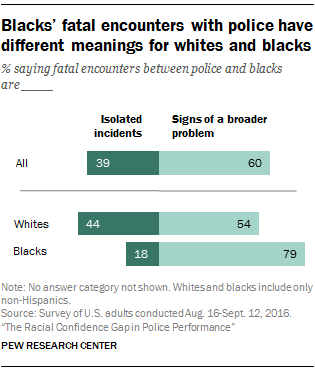 Blacks' fatal encounters with police have
different meanings for whites and blacks
% saying fatal encounters between police and blacks
are____
Isolated incidents
Signs of a broader problem
All 39 60
Whites 44 54
Blacks 18 79
Note: No answer category not shown. Whites and blacks include only
non-Hispanics.
Source: Survey of U.S. adults conducted Aug. 16-Sept. 12, 2016.
"The Racial Confidence Gap in Police Performance"
PEW RESEARCH CENTER